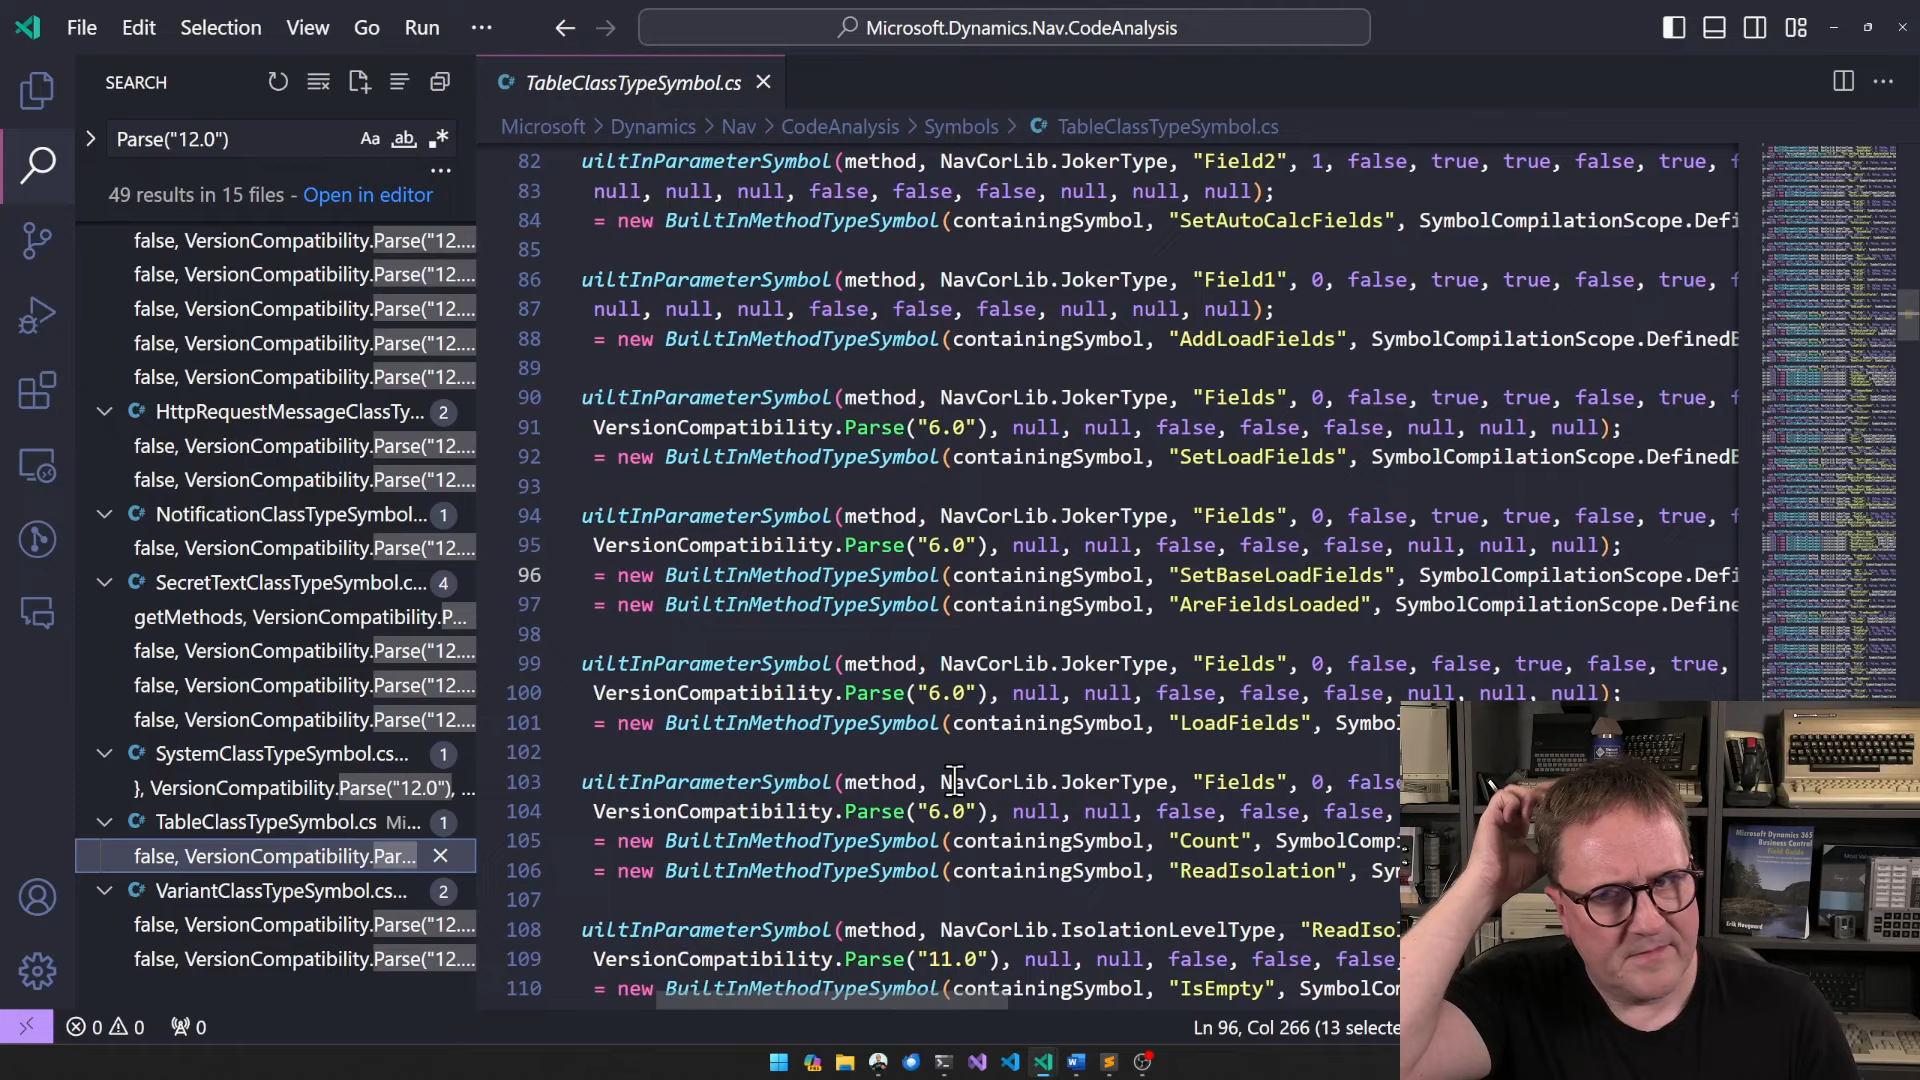 File Edit Selection View Go Run ···
Microsoft.Dynamics.Nav.CodeAnalysis
SEARCH
Parse("12.0")
Aa ab .*
49 results in 15 files - Open in editor
false, VersionCompatibility.Parse("12....
false, VersionCompatibility.Parse("12....
false, VersionCompatibility.Parse("12....
false, VersionCompatibility.Parse("12....
false, VersionCompatibility.Parse("12....
HttpRequestMessageClassTy... 2
false, VersionCompatibility.Parse("12....
false, VersionCompatibility.Parse("12....
NotificationClassTypeSymbol... 1
false, VersionCompatibility.Parse("12....
SecretTextClassTypeSymbol.c... 4
getMethods, VersionCompatibility.P...
false, VersionCompatibility.Parse("12....
false, VersionCompatibility.Parse("12....
false, VersionCompatibility.Parse("12....
SystemClassTypeSymbol.cs... 1
}, VersionCompatibility.Parse("12.0"), ...
TableClassTypeSymbol.cs Mi... 1
false, VersionCompatibility.Par...
VariantClassTypeSymbol.cs... 2
false, VersionCompatibility.Parse("12....
false, VersionCompatibility.Parse("12....
C# TableClassTypeSymbol.cs
Microsoft > Dynamics > Nav > CodeAnalysis > Symbols > C# TableClassTypeSymbol.cs
82 uiltInParameterSymbol(method, NavCorLib.JokerType, "Field2", 1, false, true, true, false, true, f
83 null, null, null, false, false, false, null, null, null);
84 = new BuiltInMethodTypeSymbol(containingSymbol, "SetAutoCalcFields", SymbolCompilationScope.Defi
85
86 uiltInParameterSymbol(method, NavCorLib.JokerType, "Field1", 0, false, true, true, false, true, f
87 null, null, null, false, false, false, null, null, null);
88 = new BuiltInMethodTypeSymbol(containingSymbol, "AddLoadFields", SymbolCompilationScope.DefinedB
89
90 uiltInParameterSymbol(method, NavCorLib.JokerType, "Fields", 0, false, true, true, false, true, f
91 VersionCompatibility.Parse("6.0"), null, null, false, false, false, null, null, null);
92 = new BuiltInMethodTypeSymbol(containingSymbol, "SetLoadFields", SymbolCompilationScope.DefinedB
93
94 uiltInParameterSymbol(method, NavCorLib.JokerType, "Fields", 0, false, true, true, false, true, f
95 VersionCompatibility.Parse("6.0"), null, null, false, false, false, null, null, null);
96 = new BuiltInMethodTypeSymbol(containingSymbol, "SetBaseLoadFields", SymbolCompilationScope.Defi
97 = new BuiltInMethodTypeSymbol(containingSymbol, "AreFieldsLoaded", SymbolCompilationScope.Define
98
99 uiltInParameterSymbol(method, NavCorLib.JokerType, "Fields", 0, false, false, true, false, true,
100 VersionCompatibility.Parse("6.0"), null, null, false, false, false, null, null, null);
101 = new BuiltInMethodTypeSymbol(containingSymbol, "LoadFields", Symbo
102
103 uiltInParameterSymbol(method, NavCorLib.JokerType, "Fields", 0, false
104 VersionCompatibility.Parse("6.0"), null, null, false, false, false,
105 = new BuiltInMethodTypeSymbol(containingSymbol, "Count", SymbolComp
106 = new BuiltInMethodTypeSymbol(containingSymbol, "ReadIsolation", Sy
107
108 uiltInParameterSymbol(method, NavCorLib.IsolationLevelType, "ReadIso
109 VersionCompatibility.Parse("11.0"), null, null, false, false, false
110 = new BuiltInMethodTypeSymbol(containingSymbol, "IsEmpty", SymbolCo
Microsoft Dynamics 365
Business Central
Field Guide
Erik Hougaard
0 0 0
Ln 96, Col 266 (13 selecte